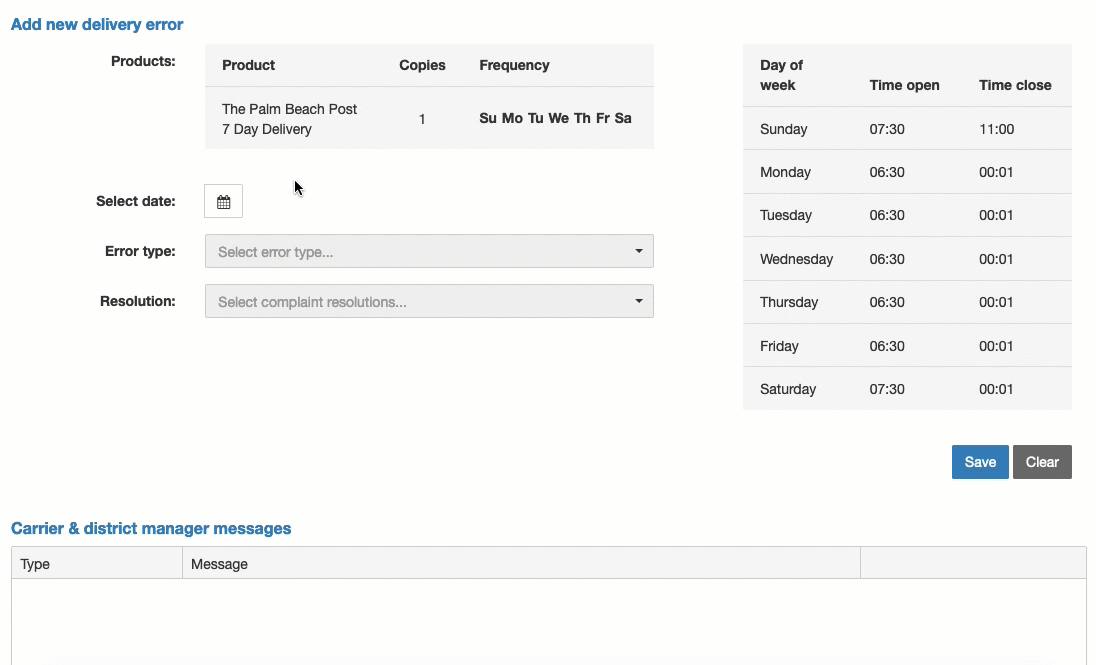 Add new delivery error
Products:
Product Copies Frequency
The Palm Beach Post
7 Day Delivery
1
Su Mo Tu We Th Fr Sa
Select date:
Error type:
Select error type...
Resolution:
Select complaint resolutions...
Day of
week
Time open Time close
Sunday 07:30 11:00
Monday 06:30 00:01
Tuesday 06:30 00:01
Wednesday 06:30 00:01
Thursday 06:30 00:01
Friday 06:30 00:01
Saturday 07:30 00:01
Save Clear
Carrier & district manager messages
Type Message